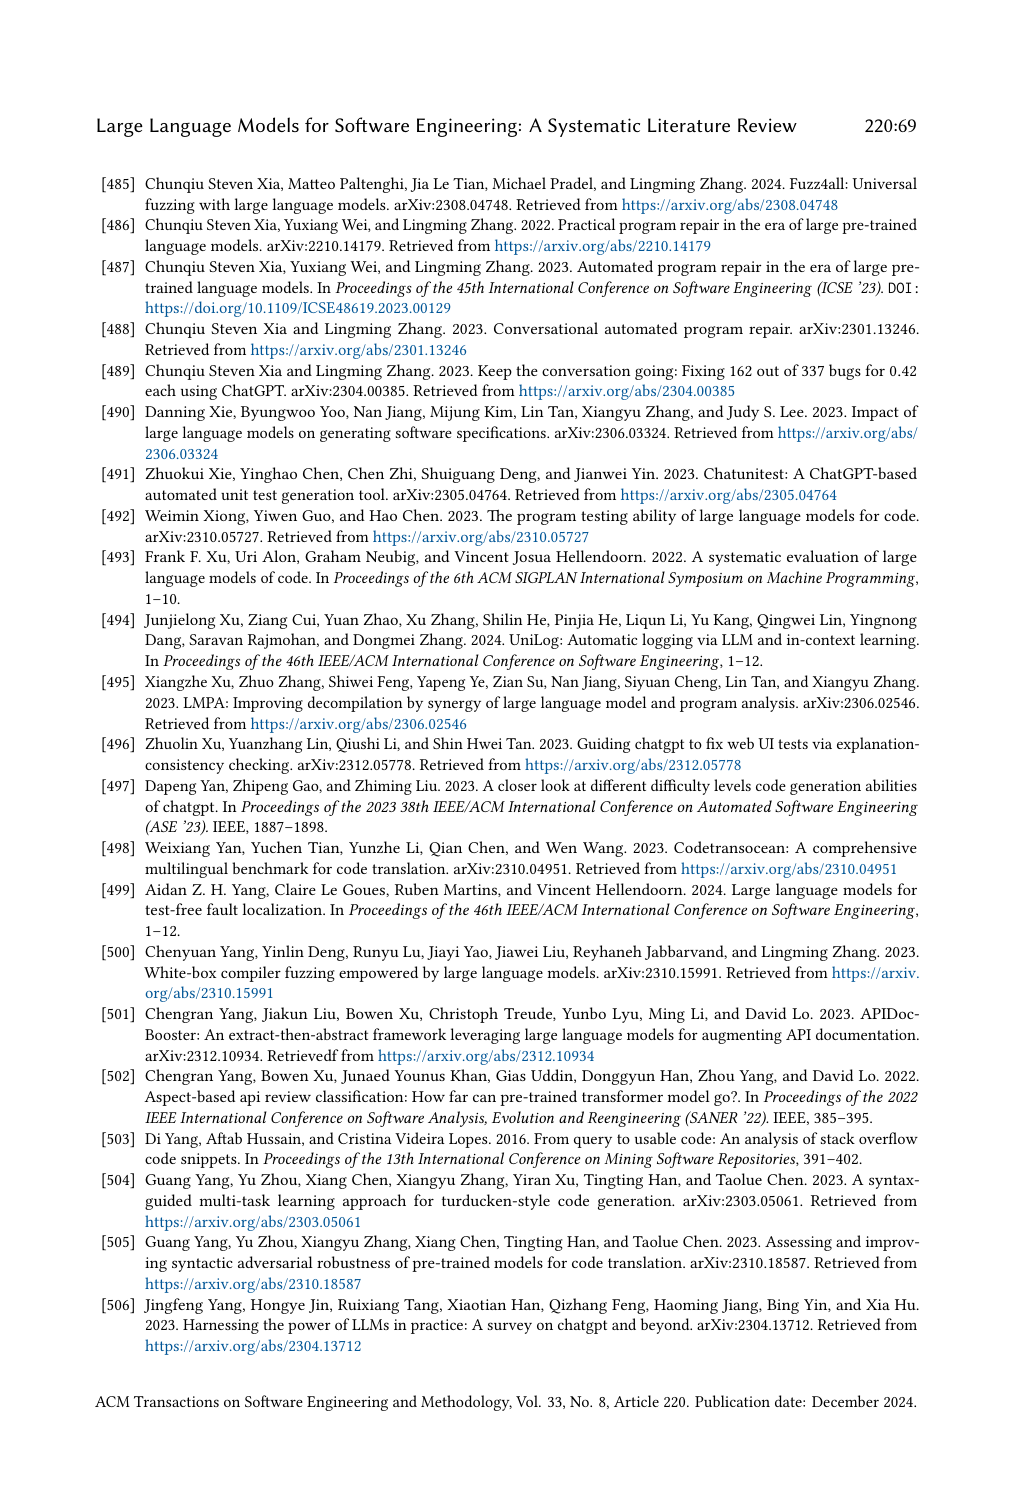 Large Language Models for Software Engineering: A Systematic Literature Review 220:69
[485] Chunqiu Steven Xia, Matteo Paltenghi, Jia Le Tian, Michael Pradel, and Lingming Zhang. 2024. Fuzz4all: Universal
fuzzing with large language models. arXiv:2308.04748. Retrieved from https://arxiv.org/abs/2308.04748
[486] Chunqiu Steven Xia, Yuxiang Wei, and Lingming Zhang. 2022. Practical program repair in the era of large pre-trained
language models. arXiv:2210.14179. Retrieved from https://arxiv.org/abs/2210.14179
[487] Chunqiu Steven Xia, Yuxiang Wei, and Lingming Zhang. 2023. Automated program repair in the era of large pre-
trained language models. In Proceedings of the 45th International Conference on Software Engineering (ICSE ’23). DOI:
https://doi.org/10.1109/ICSE48619.2023.00129
[488] Chunqiu Steven Xia and Lingming Zhang. 2023. Conversational automated program repair. arXiv:2301.13246.
Retrieved from https://arxiv.org/abs/2301.13246
[489] Chunqiu Steven Xia and Lingming Zhang. 2023. Keep the conversation going: Fixing 162 out of 337 bugs for 0.42
each using ChatGPT. arXiv:2304.00385. Retrieved from https://arxiv.org/abs/2304.00385
[490] Danning Xie, Byungwoo Yoo, Nan Jiang, Mijung Kim, Lin Tan, Xiangyu Zhang, and Judy S. Lee. 2023. Impact of
large language models on generating software specifications. arXiv:2306.03324. Retrieved from https://arxiv.org/abs/
2306.03324
[491] Zhuokui Xie, Yinghao Chen, Chen Zhi, Shuiguang Deng, and Jianwei Yin. 2023. Chatunitest: A ChatGPT-based
automated unit test generation tool. arXiv:2305.04764. Retrieved from https://arxiv.org/abs/2305.04764
[492] Weimin Xiong, Yiwen Guo, and Hao Chen. 2023. The program testing ability of large language models for code.
arXiv:2310.05727. Retrieved from https://arxiv.org/abs/2310.05727
[493] Frank F. Xu, Uri Alon, Graham Neubig, and Vincent Josua Hellendoorn. 2022. A systematic evaluation of large
language models of code. In Proceedings of the 6th ACM SIGPLAN International Symposium on Machine Programming,
1–10.
[494] Junjielong Xu, Ziang Cui, Yuan Zhao, Xu Zhang, Shilin He, Pinjia He, Liqun Li, Yu Kang, Qingwei Lin, Yingnong
Dang, Saravan Rajmohan, and Dongmei Zhang. 2024. UniLog: Automatic logging via LLM and in-context learning.
In Proceedings of the 46th IEEE/ACM International Conference on Software Engineering, 1–12.
[495] Xiangzhe Xu, Zhuo Zhang, Shiwei Feng, Yapeng Ye, Zian Su, Nan Jiang, Siyuan Cheng, Lin Tan, and Xiangyu Zhang.
2023. LMPA: Improving decompilation by synergy of large language model and program analysis. arXiv:2306.02546.
Retrieved from https://arxiv.org/abs/2306.02546
[496] Zhuolin Xu, Yuanzhang Lin, Qiushi Li, and Shin Hwei Tan. 2023. Guiding chatgpt to fix web UI tests via explanation-
consistency checking. arXiv:2312.05778. Retrieved from https://arxiv.org/abs/2312.05778
[497] Dapeng Yan, Zhipeng Gao, and Zhiming Liu. 2023. A closer look at different difficulty levels code generation abilities
of chatgpt. In Proceedings of the 2023 38th IEEE/ACM International Conference on Automated Software Engineering
(ASE ’23). IEEE, 1887–1898.
[498] Weixiang Yan, Yuchen Tian, Yunzhe Li, Qian Chen, and Wen Wang. 2023. Codetransocean: A comprehensive
multilingual benchmark for code translation. arXiv:2310.04951. Retrieved from https://arxiv.org/abs/2310.04951
[499] Aidan Z. H. Yang, Claire Le Goues, Ruben Martins, and Vincent Hellendoorn. 2024. Large language models for
test-free fault localization. In Proceedings of the 46th IEEE/ACM International Conference on Software Engineering,
1–12.
[500] Chenyuan Yang, Yinlin Deng, Runyu Lu, Jiayi Yao, Jiawei Liu, Reyhaneh Jabbarvand, and Lingming Zhang. 2023.
White-box compiler fuzzing empowered by large language models. arXiv:2310.15991. Retrieved from https://arxiv.
org/abs/2310.15991
[501] Chengran Yang, Jiakun Liu, Bowen Xu, Christoph Treude, Yunbo Lyu, Ming Li, and David Lo. 2023. APIDoc-
Booster: An extract-then-abstract framework leveraging large language models for augmenting API documentation.
arXiv:2312.10934. Retrievedf from https://arxiv.org/abs/2312.10934
[502] Chengran Yang, Bowen Xu, Junaed Younus Khan, Gias Uddin, Donggyun Han, Zhou Yang, and David Lo. 2022.
Aspect-based api review classification: How far can pre-trained transformer model go?. In Proceedings of the 2022
IEEE International Conference on Software Analysis, Evolution and Reengineering (SANER ’22). IEEE, 385–395.
[503] Di Yang, Aftab Hussain, and Cristina Videira Lopes. 2016. From query to usable code: An analysis of stack overflow
code snippets. In Proceedings of the 13th International Conference on Mining Software Repositories, 391–402.
[504] Guang Yang, Yu Zhou, Xiang Chen, Xiangyu Zhang, Yiran Xu, Tingting Han, and Taolue Chen. 2023. A syntax-
guided multi-task learning approach for turducken-style code generation. arXiv:2303.05061. Retrieved from
https://arxiv.org/abs/2303.05061
[505] Guang Yang, Yu Zhou, Xiangyu Zhang, Xiang Chen, Tingting Han, and Taolue Chen. 2023. Assessing and improv-
ing syntactic adversarial robustness of pre-trained models for code translation. arXiv:2310.18587. Retrieved from
https://arxiv.org/abs/2310.18587
[506] Jingfeng Yang, Hongye Jin, Ruixiang Tang, Xiaotian Han, Qizhang Feng, Haoming Jiang, Bing Yin, and Xia Hu.
2023. Harnessing the power of LLMs in practice: A survey on chatgpt and beyond. arXiv:2304.13712. Retrieved from
https://arxiv.org/abs/2304.13712
ACM Transactions on Software Engineering and Methodology, Vol. 33, No. 8, Article 220. Publication date: December 2024.